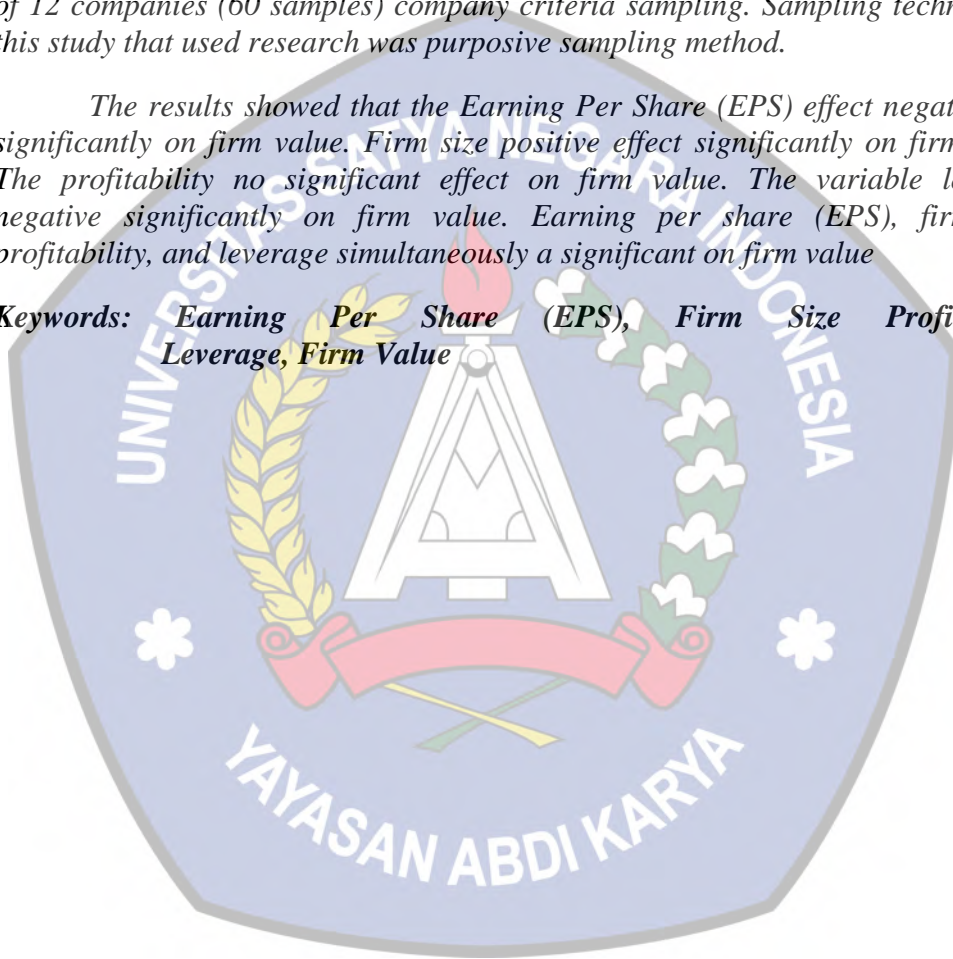 of 12 companies (60 samples) company criteria sampling. Sampling techn
this study that used research was purposive sampling method.
The results showed that the Earning Per Share (EPS) effect negat
significantly on firm value. Firm size positive effect significantly on firm
The profitability no significant effect on firm value. The variable l
negative significantly on firm value. Earning per share (EPS), fir
profitability, and leverage simultaneously a significant on firm value
Keywords: Earning Per Share (EPS), Firm Size Profi
Leverage, Firm Value
UNIVERSITAS SATYA NEGARA INDONESIA
YAYASAN ABDI KARYA